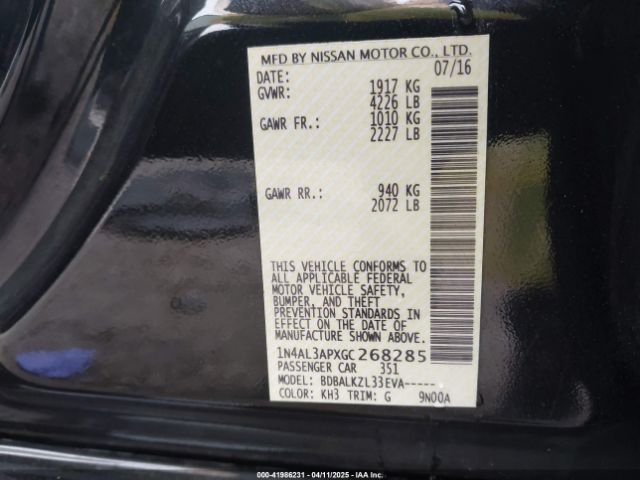 MFD BY NISSAN MOTOR CO., LTD.
DATE: 07/16
GVWR: 1917 KG
4226 LB
GAWR FR.: 1010 KG
2227 LB
GAWR RR.: 940 KG
2072 LB
THIS VEHICLE CONFORMS TO
ALL APPLICABLE FEDERAL
MOTOR VEHICLE SAFETY,
BUMPER, AND THEFT
PREVENTION STANDARDS IN
EFFECT ON THE DATE OF
MANUFACTURE SHOWN ABOVE.
1N4AL3APXGC268285
PASSENGER CAR 351
MODEL: BDBALKZL33EVA-----
COLOR: KH3 TRIM: G 9N00A
000-41986231 - 04/11/2025 - IAA Inc.